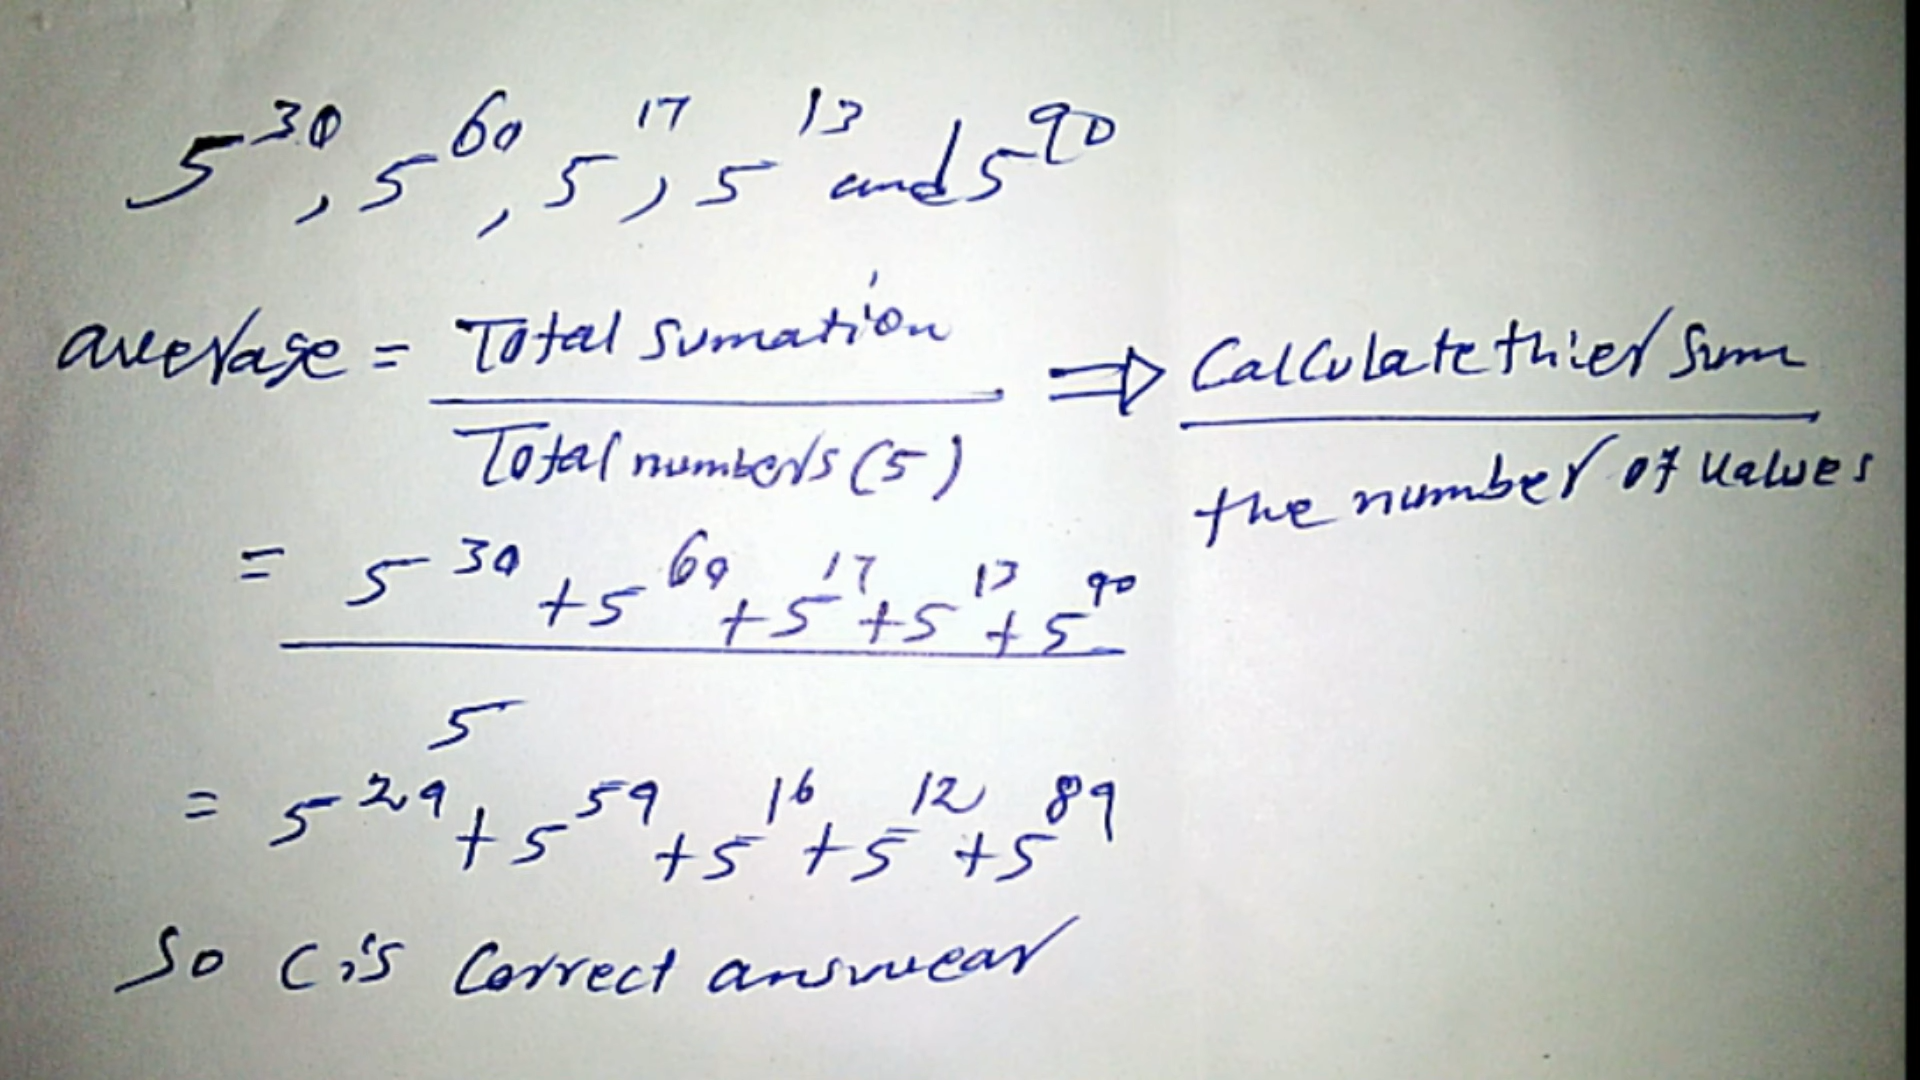 5^30, 5^60, 5^17, 5^13 and 5^90
average = Total sumation / Total numbers (5) ⇒ Calculate thier sum / the number of values
= 5^30 + 5^60 + 5^17 + 5^13 + 5^90 / 5
= 5^29 + 5^59 + 5^16 + 5^12 + 5^89
So C is Correct answear